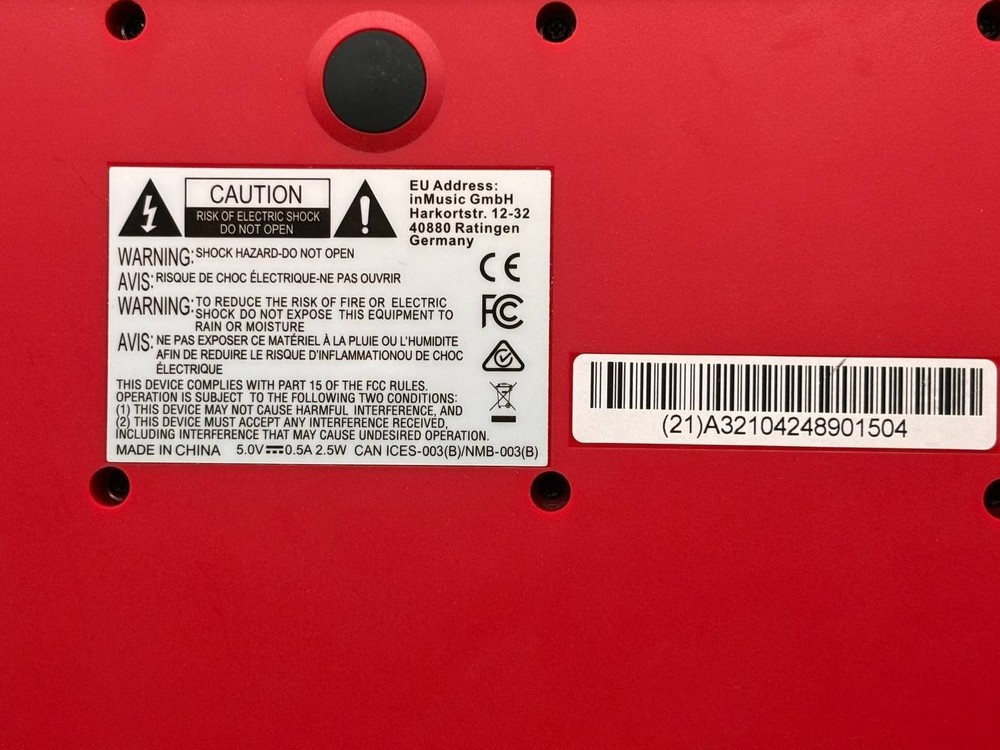 CAUTION
RISK OF ELECTRIC SHOCK
DO NOT OPEN
EU Address:
inMusic GmbH
Harkortstr. 12-32
40880 Ratingen
Germany
WARNING: SHOCK HAZARD-DO NOT OPEN
AVIS: RISQUE DE CHOC ÉLECTRIQUE-NE PAS OUVRIR
WARNING: TO REDUCE THE RISK OF FIRE OR ELECTRIC
SHOCK DO NOT EXPOSE THIS EQUIPMENT TO
RAIN OR MOISTURE
AVIS: NE PAS EXPOSER CE MATÉRIEL À LA PLUIE OU L'HUMIDITE
AFIN DE REDUIRE LE RISQUE D'INFLAMMATIONOU DE CHOC
ÉLECTRIQUE
CE
FC
THIS DEVICE COMPLIES WITH PART 15 OF THE FCC RULES.
OPERATION IS SUBJECT TO THE FOLLOWING TWO CONDITIONS:
(1) THIS DEVICE MAY NOT CAUSE HARMFUL INTERFERENCE, AND
(2) THIS DEVICE MUST ACCEPT ANY INTERFERENCE RECEIVED,
INCLUDING INTERFERENCE THAT MAY CAUSE UNDESIRED OPERATION.
MADE IN CHINA 5.0V⎓0.5A 2.5W CAN ICES-003(B)/NMB-003(B)
(21)A32104248901504